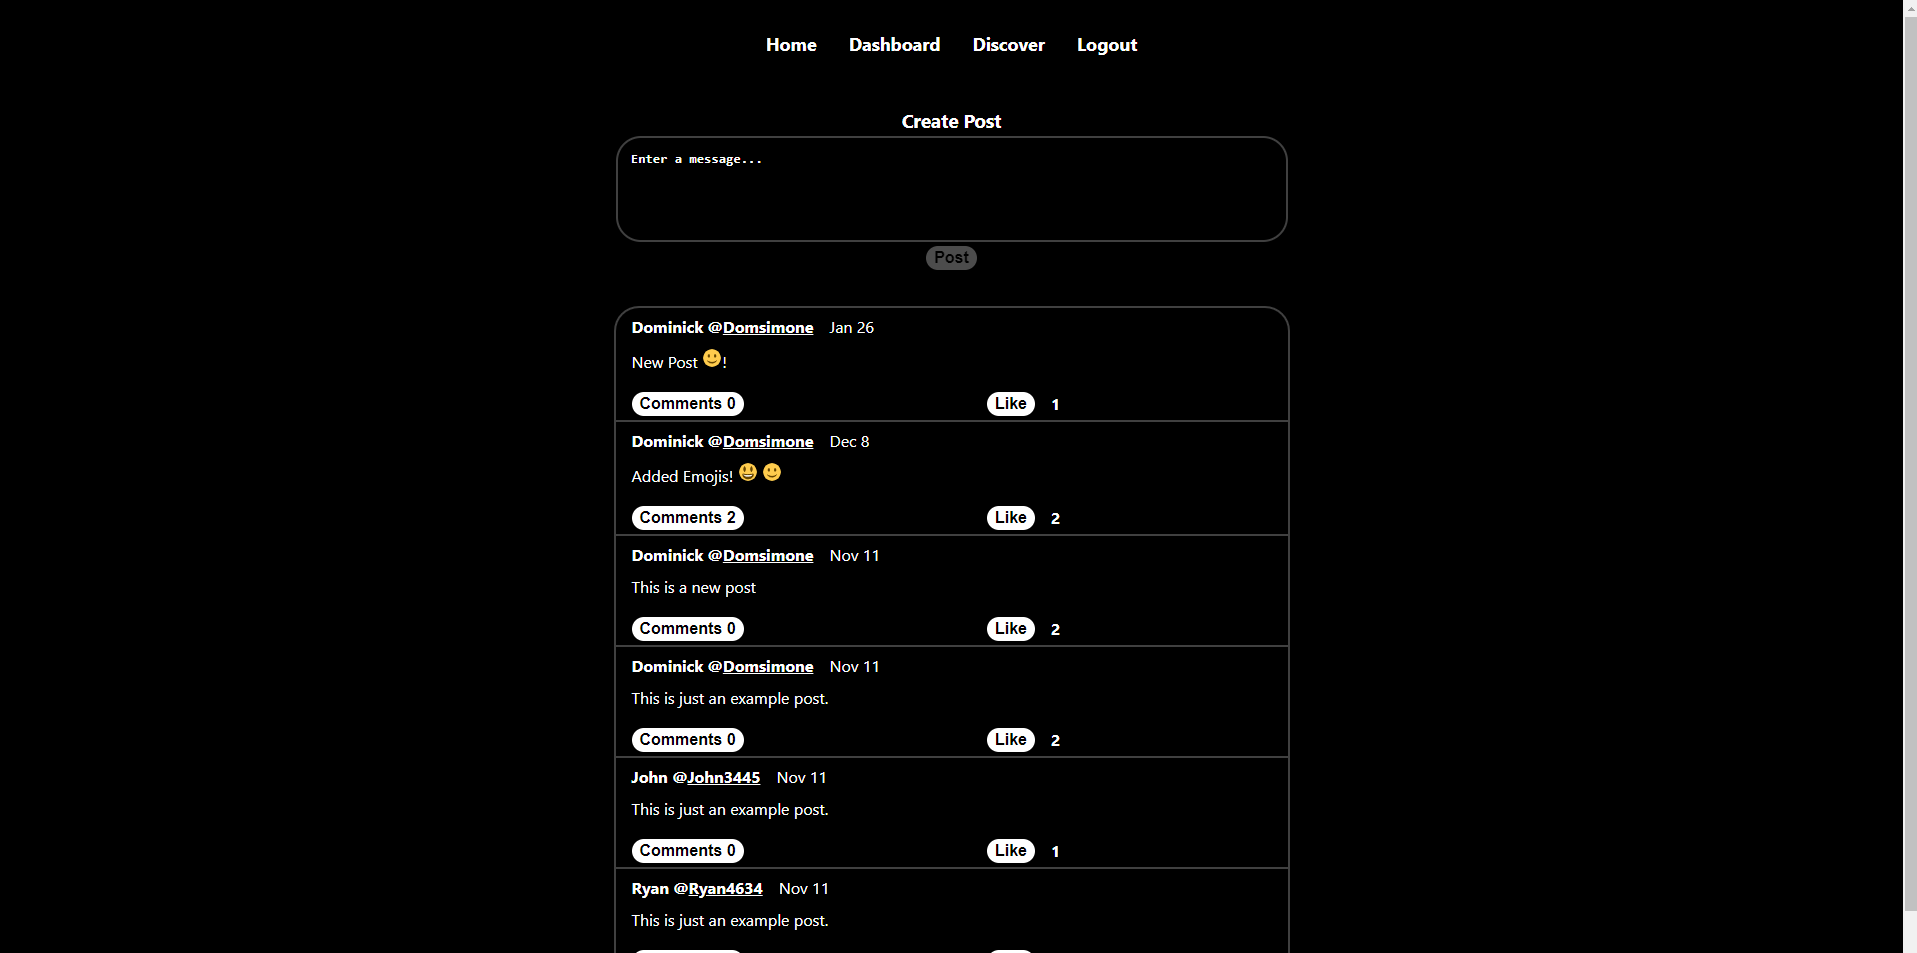 Home Dashboard Discover Logout
Create Post
Enter a message...
Post
Dominick @Domsimone Jan 26
New Post 🙂!
Comments 0 Like 1
Dominick @Domsimone Dec 8
Added Emojis! 😃 🙂
Comments 2 Like 2
Dominick @Domsimone Nov 11
This is a new post
Comments 0 Like 2
Dominick @Domsimone Nov 11
This is just an example post.
Comments 0 Like 2
John @John3445 Nov 11
This is just an example post.
Comments 0 Like 1
Ryan @Ryan4634 Nov 11
This is just an example post.